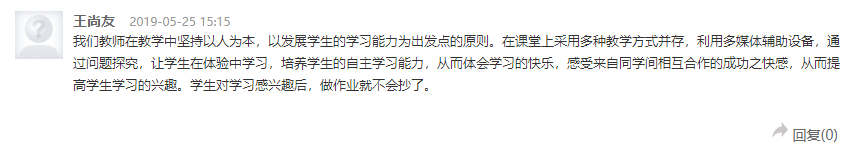 王尚友 2019-05-25 15:15
我们教师在教学中坚持以人为本，以发展学生的学习能力为出发点的原则。在课堂上采用多种教学方式并存，利用多媒体辅助设备，通
过问题探究，让学生在体验中学习，培养学生的自主学习能力，从而体会学习的快乐，感受来自同学间相互合作的成功之快感，从而提
高学生学习的兴趣。学生对学习感兴趣后，做作业就不会抄了。
回复(0)